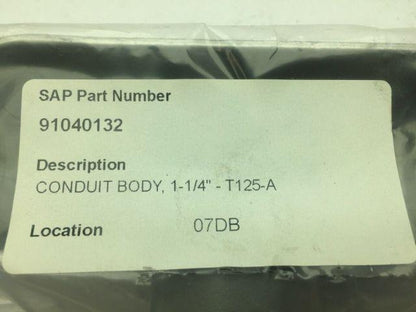 SAP Part Number
91040132
Description
CONDUIT BODY, 1-1/4" - T125-A
Location 07DB